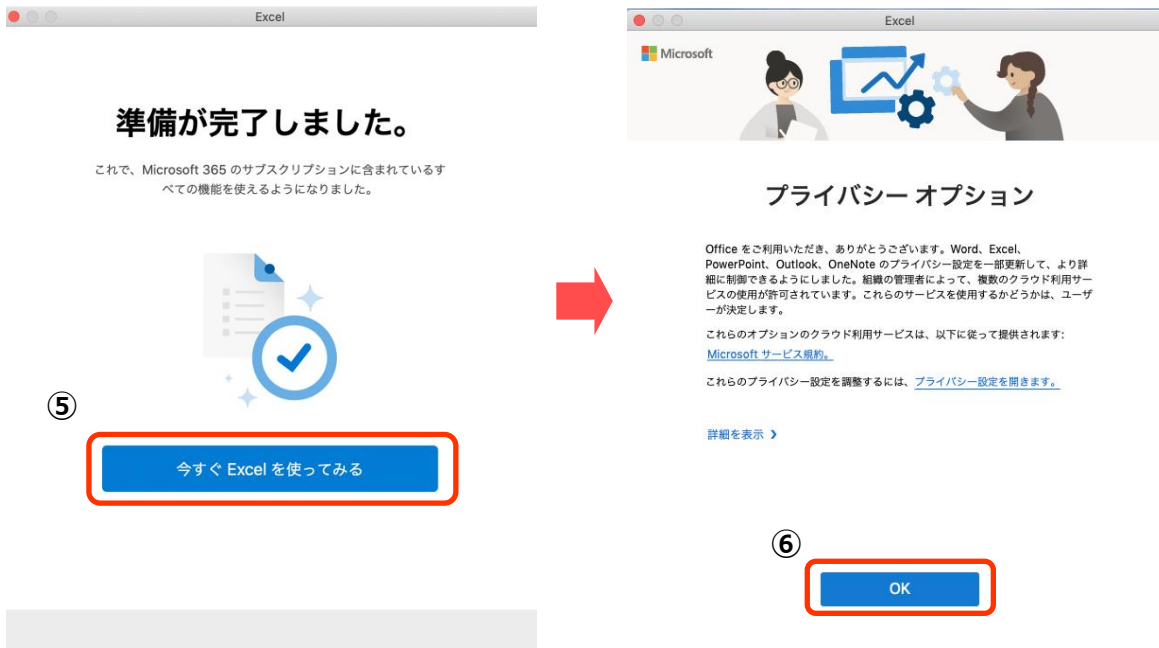 Excel
準備が完了しました。
これで、Microsoft 365 のサブスクリプションに含まれているす
べての機能を使えるようになりました。
⑤
今すぐ Excel を使ってみる
Excel
Microsoft
プライバシー オプション
Office をご利用いただき、ありがとうございます。Word、Excel、
PowerPoint、Outlook、OneNote のプライバシー設定を一部更新して、より詳
細に制御できるようにしました。組織の管理者によって、複数のクラウド利用サー
ビスの使用が許可されています。これらのサービスを使用するかどうかは、ユーザ
ーが決定します。
これらのオプションのクラウド利用サービスは、以下に従って提供されます:
Microsoft サービス規約。
これらのプライバシー設定を調整するには、プライバシー設定を開きます。
詳細を表示 ❯
⑥
OK